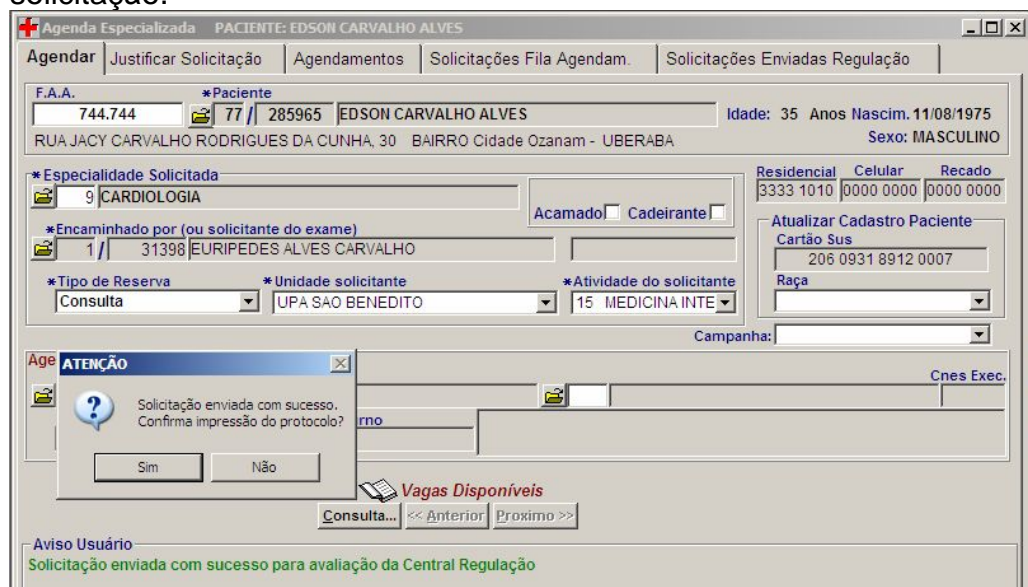 solicitação.
Agenda Especializada PACIENTE: EDSON CARVALHO ALVES
Agendar Justificar Solicitação Agendamentos Solicitações Fila Agendam. Solicitações Enviadas Regulação
F.A.A. *Paciente
744.744 77 / 285965 EDSON CARVALHO ALVES Idade: 35 Anos Nascim. 11/08/1975
RUA JACY CARVALHO RODRIGUES DA CUNHA, 30 BAIRRO Cidade Ozanam - UBERABA Sexo: MASCULINO
*Especialidade Solicitada Residencial Celular Recado
9 CARDIOLOGIA 3333 1010 0000 0000 0000 0000
Acamado Cadeirante
*Encaminhado por (ou solicitante do exame) Atualizar Cadastro Paciente
1 / 31398 EURIPEDES ALVES CARVALHO Cartão Sus
206 0931 8912 0007
*Tipo de Reserva *Unidade solicitante *Atividade do solicitante Raça
Consulta UPA SAO BENEDITO 15 MEDICINA INTE
Campanha:
Age
ATENÇÃO
Cnes Exec.
Solicitação enviada com sucesso.
Confirma impressão do protocolo?
rno
Sim Não
Vagas Disponíveis
Consulta... << Anterior Proximo >>
Aviso Usuário
Solicitação enviada com sucesso para avaliação da Central Regulação